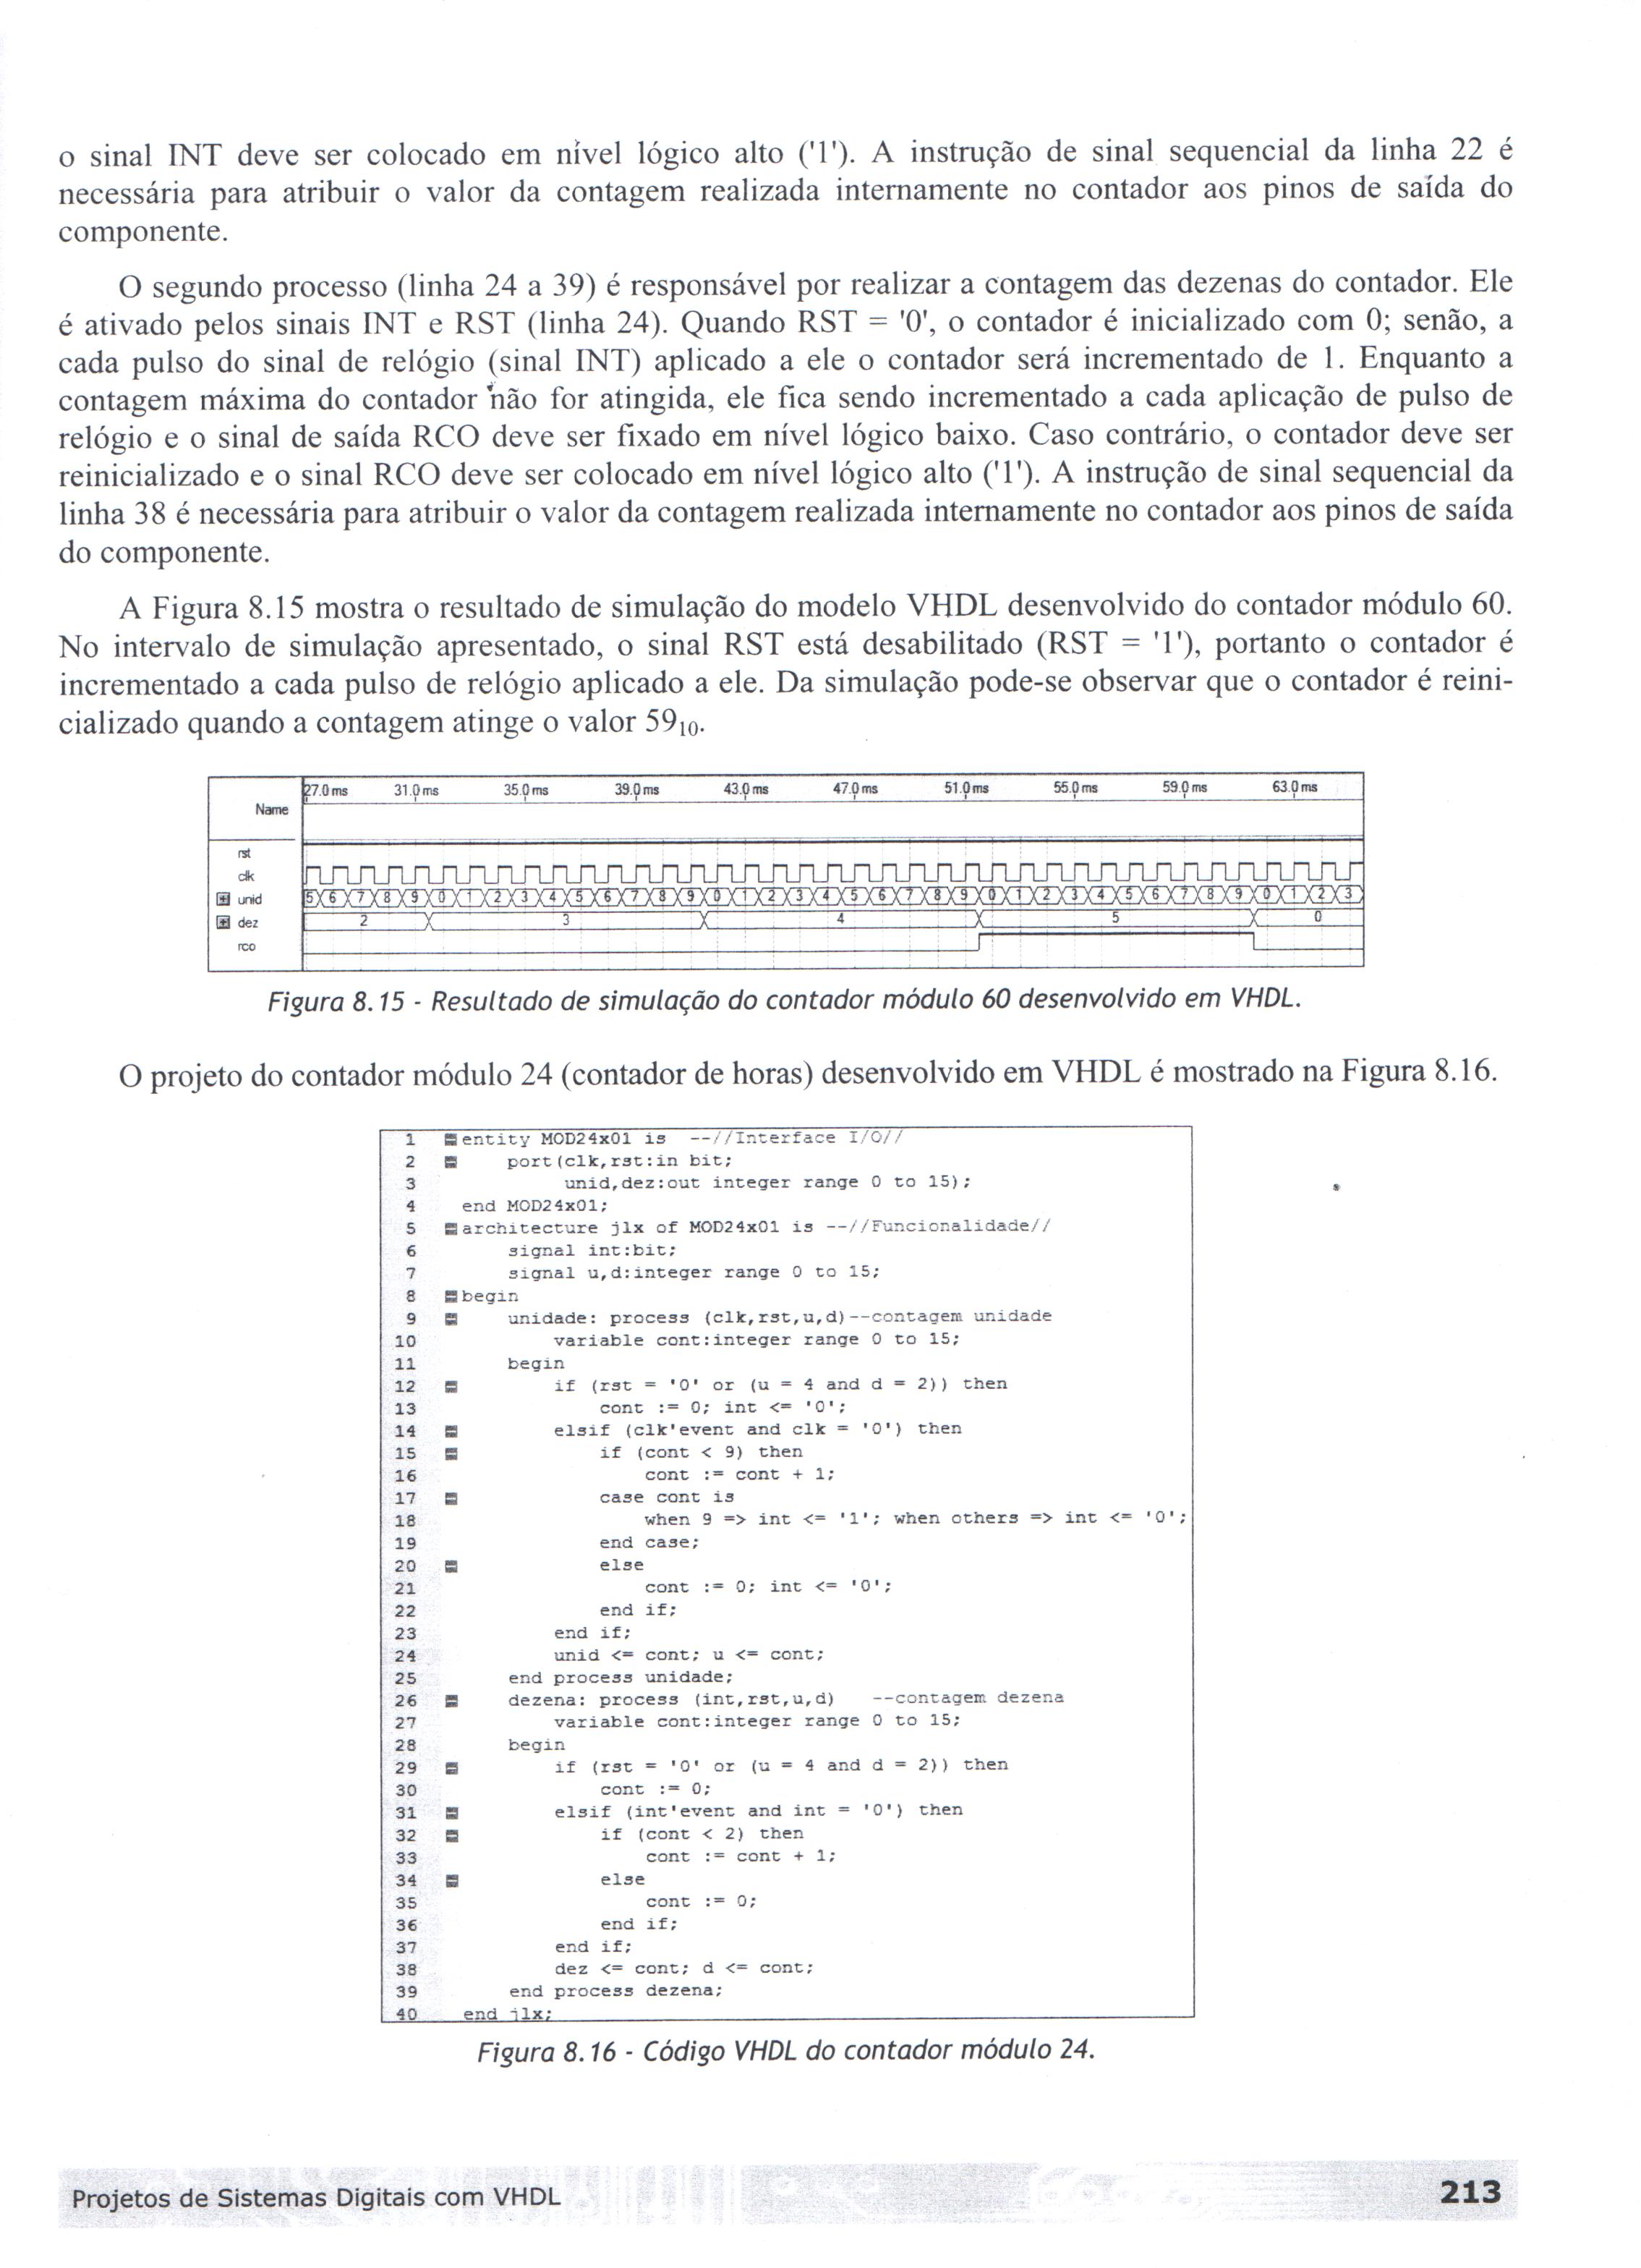 o sinal INT deve ser colocado em nível lógico alto ('1'). A instrução de sinal sequencial da linha 22 é
necessária para atribuir o valor da contagem realizada internamente no contador aos pinos de saída do
componente.
O segundo processo (linha 24 a 39) é responsável por realizar a contagem das dezenas do contador. Ele
é ativado pelos sinais INT e RST (linha 24). Quando RST = '0', o contador é inicializado com 0; senão, a
cada pulso do sinal de relógio (sinal INT) aplicado a ele o contador será incrementado de 1. Enquanto a
contagem máxima do contador não for atingida, ele fica sendo incrementado a cada aplicação de pulso de
relógio e o sinal de saída RCO deve ser fixado em nível lógico baixo. Caso contrário, o contador deve ser
reinicializado e o sinal RCO deve ser colocado em nível lógico alto ('1'). A instrução de sinal sequencial da
linha 38 é necessária para atribuir o valor da contagem realizada internamente no contador aos pinos de saída
do componente.
A Figura 8.15 mostra o resultado de simulação do modelo VHDL desenvolvido do contador módulo 60.
No intervalo de simulação apresentado, o sinal RST está desabilitado (RST = '1'), portanto o contador é
incrementado a cada pulso de relógio aplicado a ele. Da simulação pode-se observar que o contador é reini-
cializado quando a contagem atinge o valor 59₁₀.
Name 27.0 ms 31.0 ms 35.0 ms 39.0 ms 43.0 ms 47.0 ms 51.0 ms 55.0 ms 59.0 ms 63.0 ms
rst
clk
unid 5 6 7 8 9 0 1 2 3 4 5 6 7 8 9 0 1 2 3 4 5 6 7 8 9 0 1 2 3 4 5 6 7 8 9 0 1 2 3
dez 2 3 4 5 0
rco
Figura 8.15 - Resultado de simulação do contador módulo 60 desenvolvido em VHDL.
O projeto do contador módulo 24 (contador de horas) desenvolvido em VHDL é mostrado na Figura 8.16.
1 entity MOD24x01 is --//Interface I/O//
2 port(clk,rst:in bit;
3 unid,dez:out integer range 0 to 15);
4 end MOD24x01;
5 architecture jlx of MOD24x01 is --//Funcionalidade//
6 signal int:bit;
7 signal u,d:integer range 0 to 15;
8 begin
9 unidade: process (clk,rst,u,d)--contagem unidade
10 variable cont:integer range 0 to 15;
11 begin
12 if (rst = '0' or (u = 4 and d = 2)) then
13 cont := 0; int <= '0';
14 elsif (clk'event and clk = '0') then
15 if (cont < 9) then
16 cont := cont + 1;
17 case cont is
18 when 9 => int <= '1'; when others => int <= '0';
19 end case;
20 else
21 cont := 0; int <= '0';
22 end if;
23 end if;
24 unid <= cont; u <= cont;
25 end process unidade;
26 dezena: process (int,rst,u,d) --contagem dezena
27 variable cont:integer range 0 to 15;
28 begin
29 if (rst = '0' or (u = 4 and d = 2)) then
30 cont := 0;
31 elsif (int'event and int = '0') then
32 if (cont < 2) then
33 cont := cont + 1;
34 else
35 cont := 0;
36 end if;
37 end if;
38 dez <= cont; d <= cont;
39 end process dezena;
40 end jlx;
Figura 8.16 - Código VHDL do contador módulo 24.
Projetos de Sistemas Digitais com VHDL 213